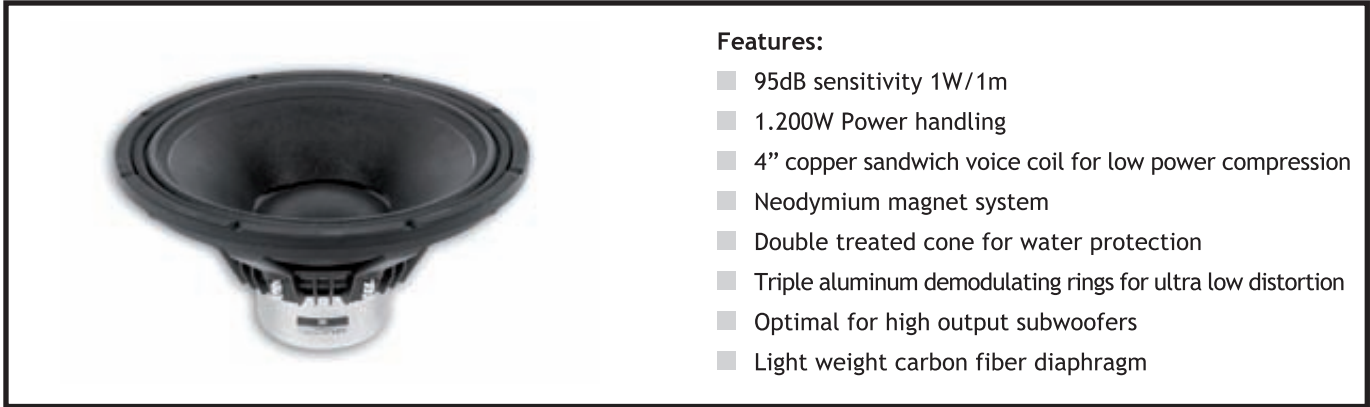 Features:
95dB sensitivity 1W/1m
1.200W Power handling
4” copper sandwich voice coil for low power compression
Neodymium magnet system
Double treated cone for water protection
Triple aluminum demodulating rings for ultra low distortion
Optimal for high output subwoofers
Light weight carbon fiber diaphragm